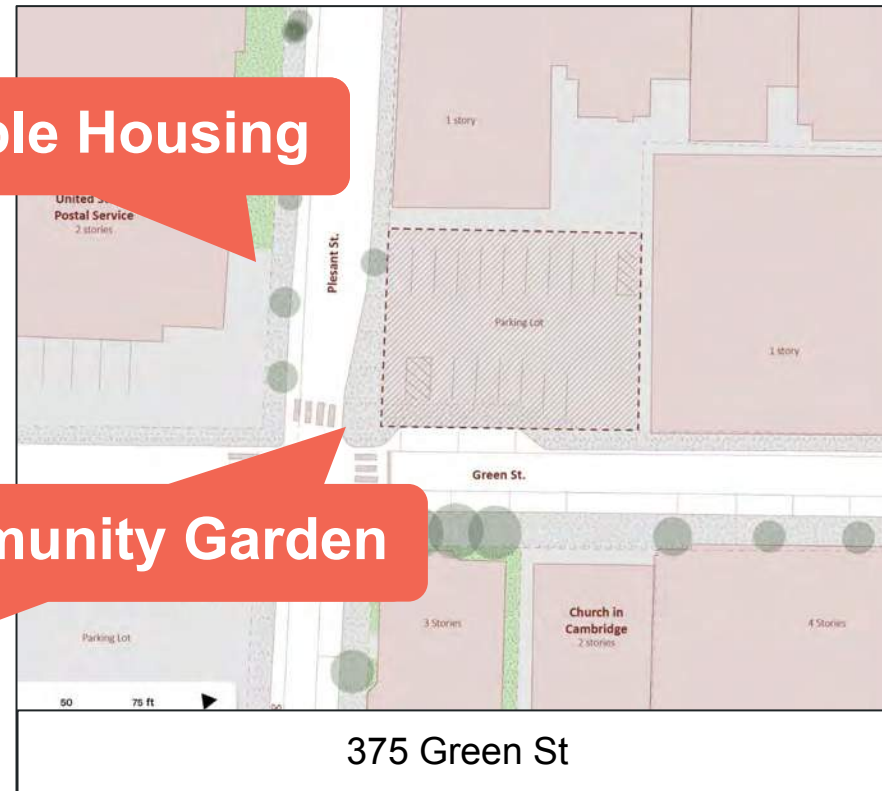 ble Housing
1 story
United S
Postal Service
2 stories
Plesant St.
Parking Lot
1 story
Green St.
munity Garden
Parking Lot
3 Stories
Church in
Cambridge
2 stories
4 Stories
50 75 ft
375 Green St